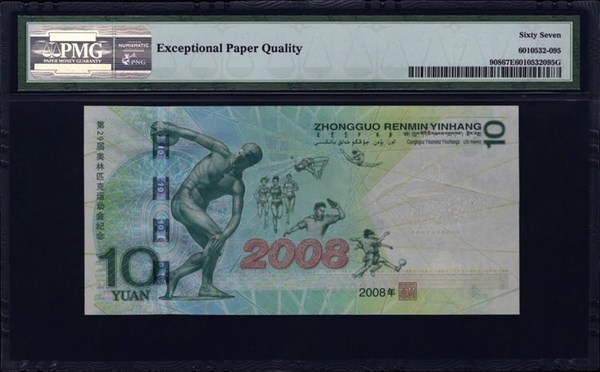 PMG
PAPER MONEY GUARANTY
NUMISMATIC
PNG
Exceptional Paper Quality
Sixty Seven
6010532-095
90867E6010532095G
ZHONGGUO RENMIN YINHANG
10
第29届奥林匹克运动会纪念
2008
10
YUAN
2008年